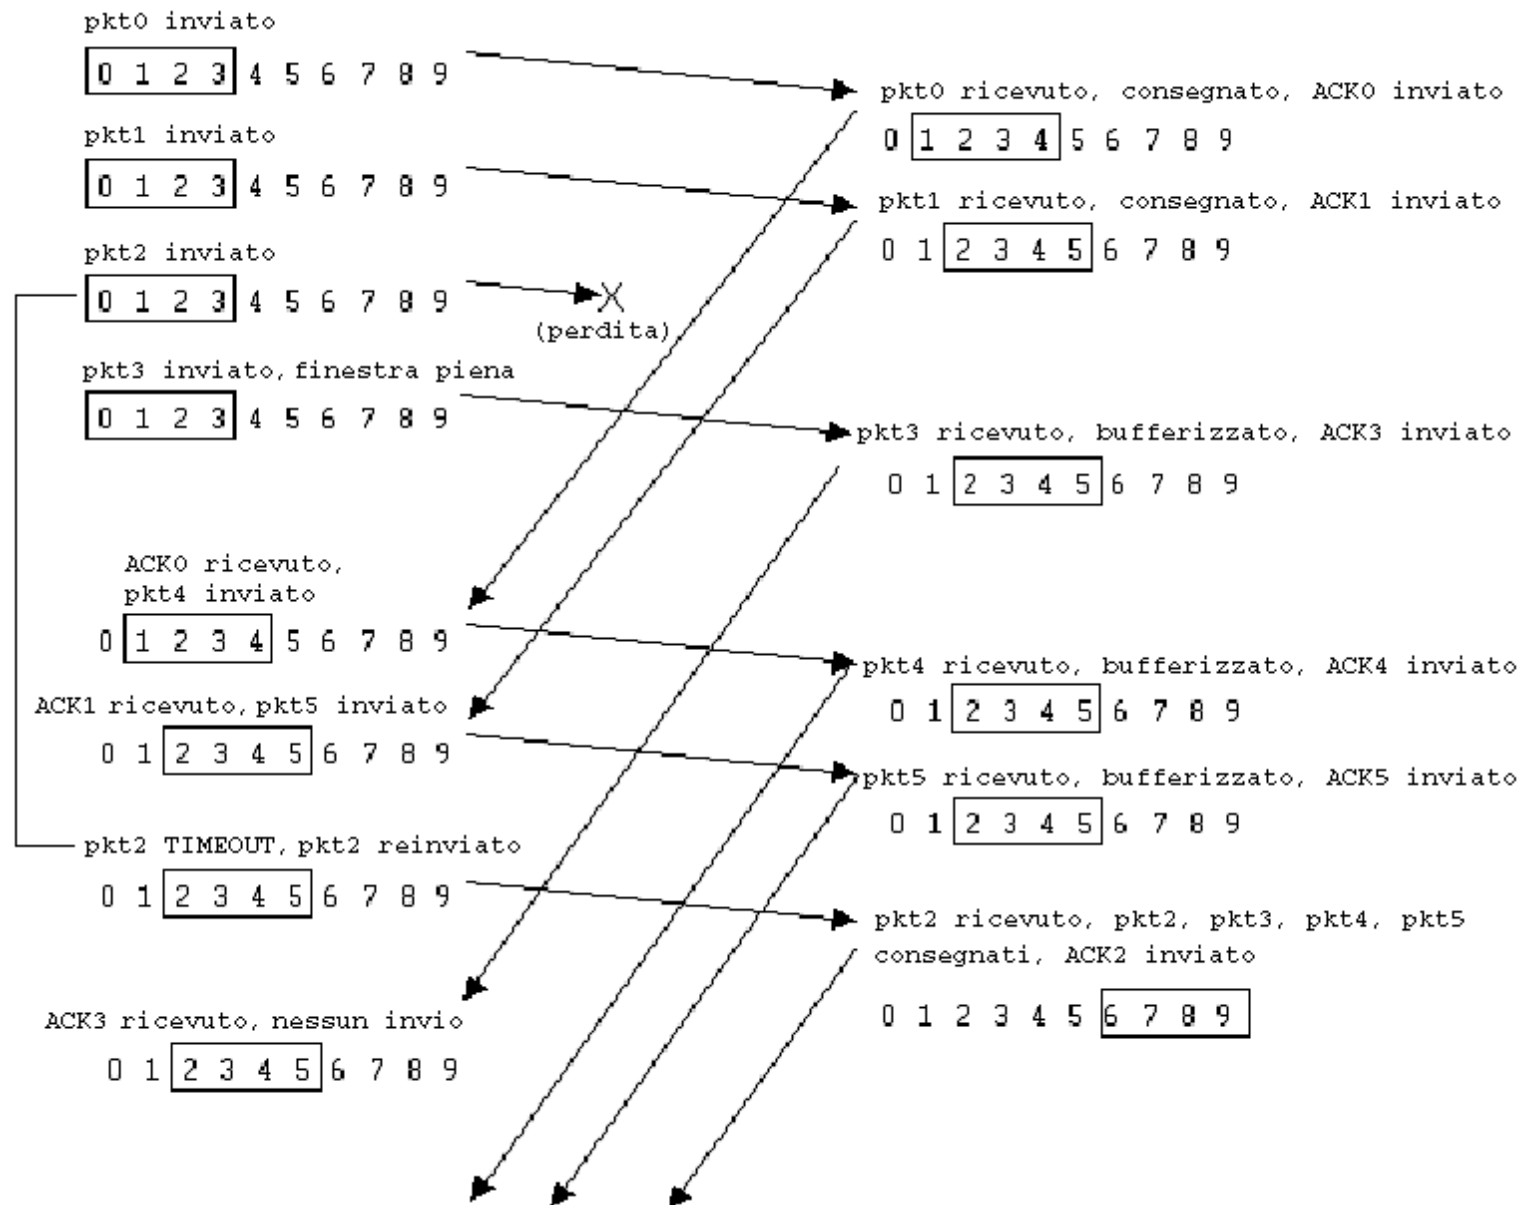 pkt0 inviato
0 1 2 3 4 5 6 7 8 9
pkt1 inviato
0 1 2 3 4 5 6 7 8 9
pkt2 inviato
0 1 2 3 4 5 6 7 8 9
(perdita)
pkt3 inviato, finestra piena
0 1 2 3 4 5 6 7 8 9
ACK0 ricevuto,
pkt4 inviato
0 1 2 3 4 5 6 7 8 9
ACK1 ricevuto, pkt5 inviato
0 1 2 3 4 5 6 7 8 9
pkt2 TIMEOUT, pkt2 reinviato
0 1 2 3 4 5 6 7 8 9
ACK3 ricevuto, nessun invio
0 1 2 3 4 5 6 7 8 9
pkt0 ricevuto, consegnato, ACK0 inviato
0 1 2 3 4 5 6 7 8 9
pkt1 ricevuto, consegnato, ACK1 inviato
0 1 2 3 4 5 6 7 8 9
pkt3 ricevuto, bufferizzato, ACK3 inviato
0 1 2 3 4 5 6 7 8 9
pkt4 ricevuto, bufferizzato, ACK4 inviato
0 1 2 3 4 5 6 7 8 9
pkt5 ricevuto, bufferizzato, ACK5 inviato
0 1 2 3 4 5 6 7 8 9
pkt2 ricevuto, pkt2, pkt3, pkt4, pkt5
consegnati, ACK2 inviato
0 1 2 3 4 5 6 7 8 9